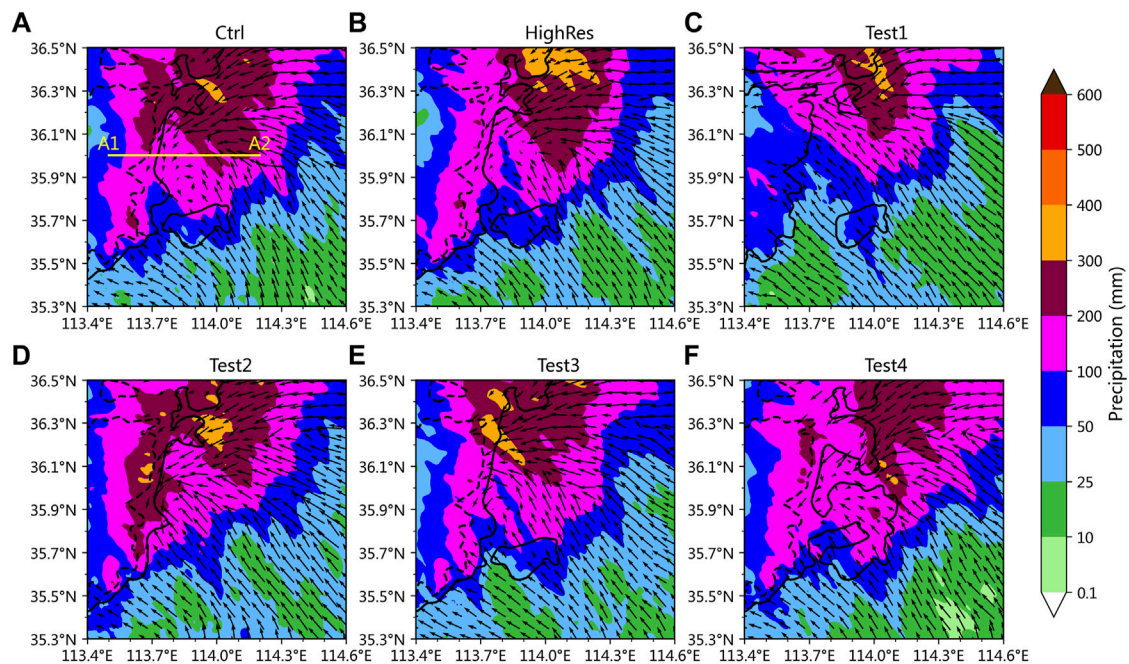 A
Ctrl
36.5°N
36.3°N
36.1°N
35.9°N
35.7°N
35.5°N
35.3°N
A1
A2
113.4°E
113.7°E
114.0°E
114.3°E
114.6°E
B
HighRes
36.5°N
36.3°N
36.1°N
35.9°N
35.7°N
35.5°N
35.3°N
113.4°E
113.7°E
114.0°E
114.3°E
114.6°E
C
Test1
36.5°N
36.3°N
36.1°N
35.9°N
35.7°N
35.5°N
35.3°N
113.4°E
113.7°E
114.0°E
114.3°E
114.6°E
D
Test2
36.5°N
36.3°N
36.1°N
35.9°N
35.7°N
35.5°N
35.3°N
113.4°E
113.7°E
114.0°E
114.3°E
114.6°E
E
Test3
36.5°N
36.3°N
36.1°N
35.9°N
35.7°N
35.5°N
35.3°N
113.4°E
113.7°E
114.0°E
114.3°E
114.6°E
F
Test4
36.5°N
36.3°N
36.1°N
35.9°N
35.7°N
35.5°N
35.3°N
113.4°E
113.7°E
114.0°E
114.3°E
114.6°E
600
500
400
300
200
100
50
25
10
0.1
Precipitation (mm)